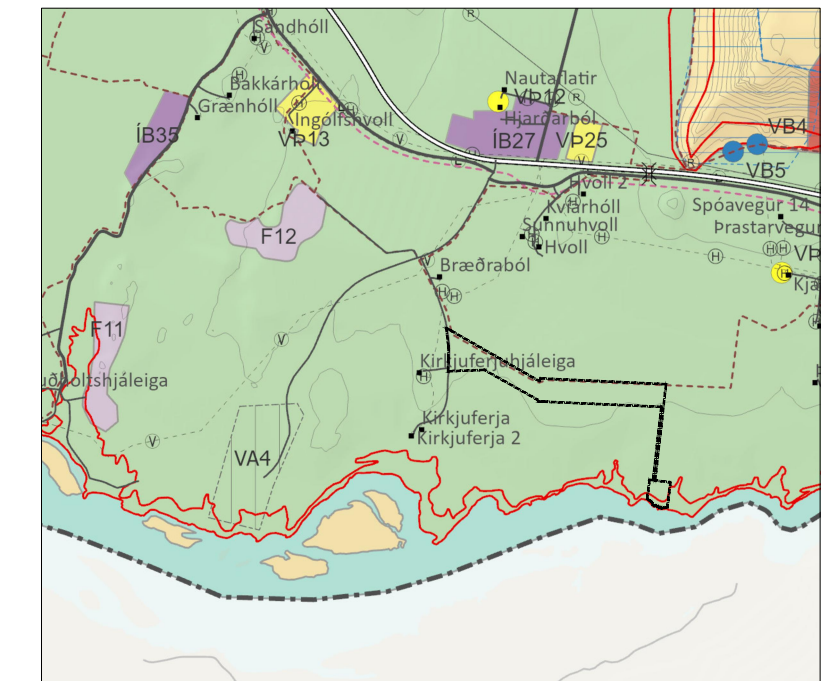 Sandhóll
Bakkárhóll
Grænhóll
ÍB35
Ingólfshvoll
VÞ13
Nautaflatir
VÞ12
Hjarðarból
ÍB27
VÞ25
VB4
VB5
Hvoll 2
Kvíarhóll
Sunnuhvoll
Hvoll
Spóavegur 14
Þrastarvegur
F12
Bræðraból
F11
Kirkjuferjuhjáleiga
Kirkjuferja
Kirkjuferja 2
VA4
H
V
R
L